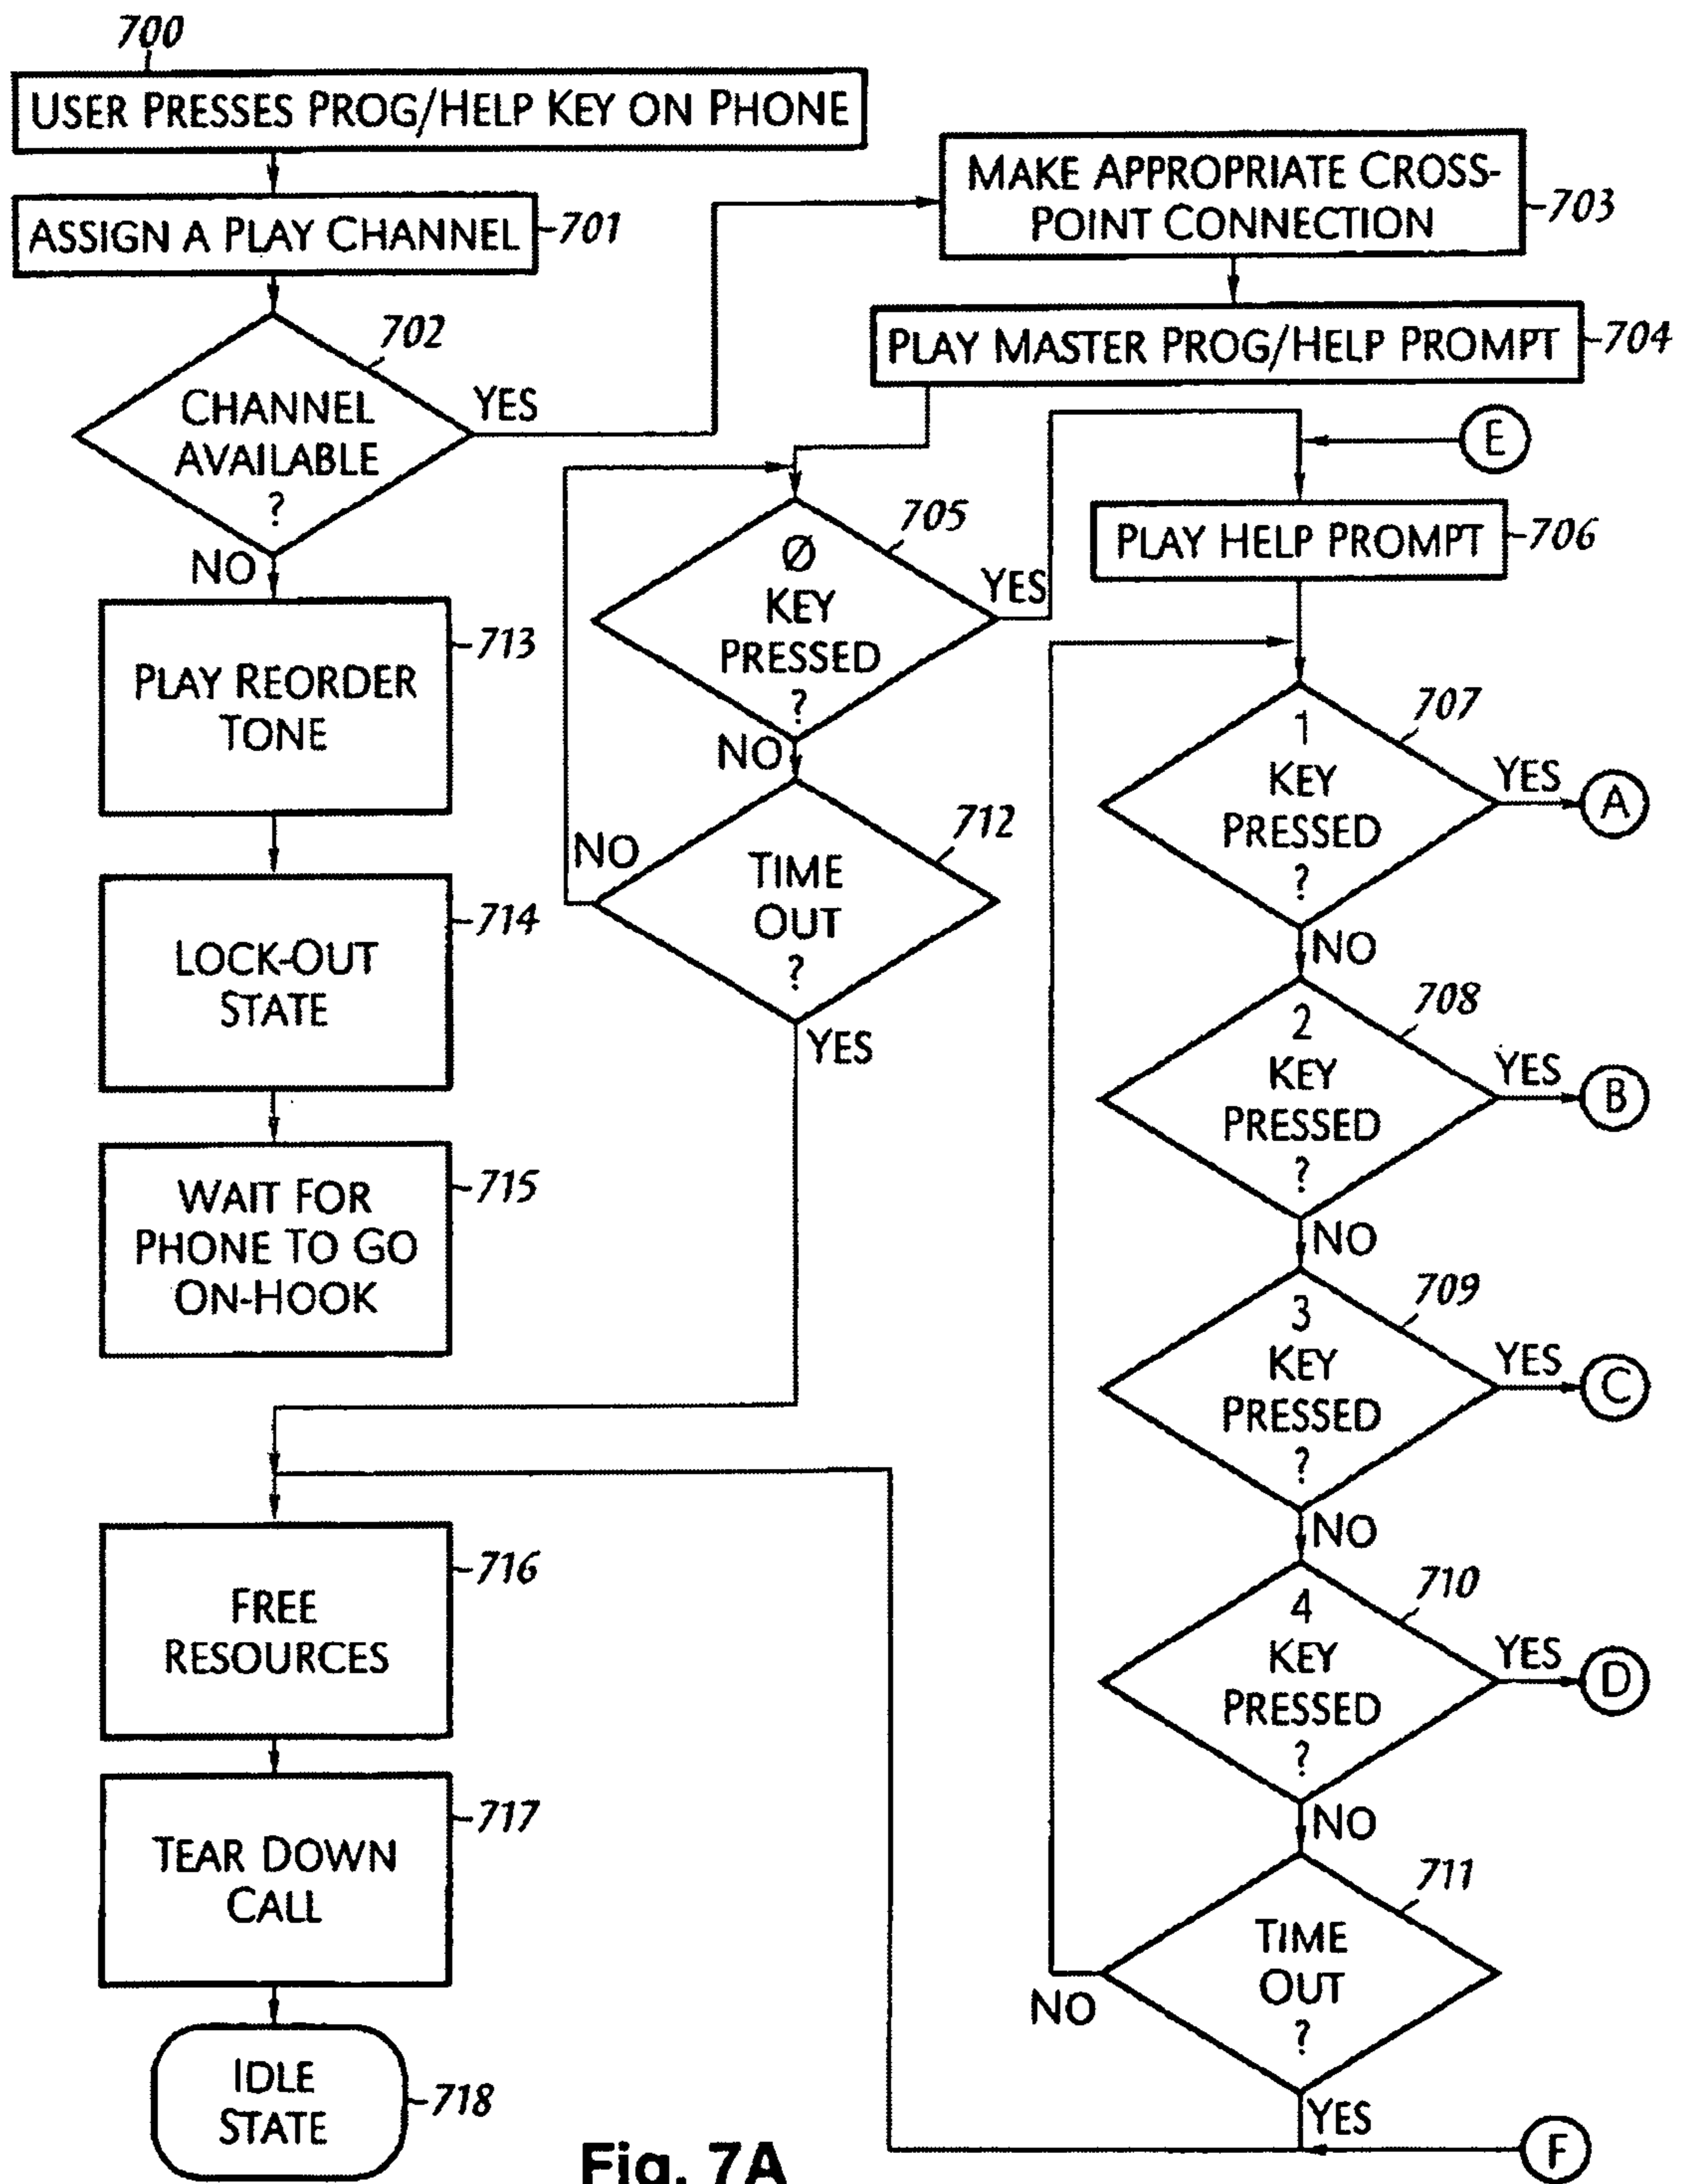 700
USER PRESSES PROG/HELP KEY ON PHONE
ASSIGN A PLAY CHANNEL
701
702
CHANNEL
AVAILABLE
?
YES
NO
MAKE APPROPRIATE CROSS-
POINT CONNECTION
703
PLAY MASTER PROG/HELP PROMPT
704
E
705
Ø
KEY
PRESSED
?
YES
NO
PLAY HELP PROMPT
706
PLAY REORDER
TONE
713
712
TIME
OUT
?
NO
YES
707
1
KEY
PRESSED
?
YES
A
NO
LOCK-OUT
STATE
714
708
2
KEY
PRESSED
?
YES
B
NO
WAIT FOR
PHONE TO GO
ON-HOOK
715
709
3
KEY
PRESSED
?
YES
C
NO
FREE
RESOURCES
716
710
4
KEY
PRESSED
?
YES
D
NO
TEAR DOWN
CALL
717
711
TIME
OUT
?
NO
YES
F
IDLE
STATE
718
Fig. 7A